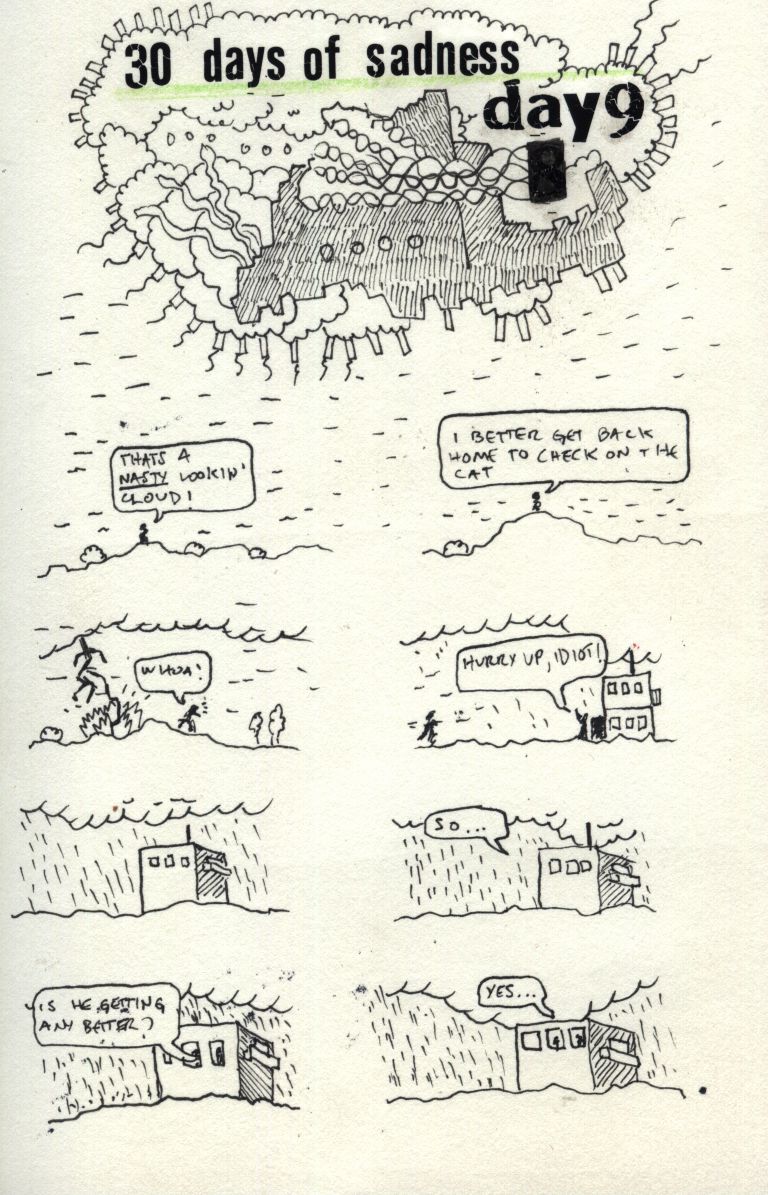 30 days of sadness
day9
THATS A
NASTY LOOKIN'
CLOUD!
I BETTER GET BACK
HOME TO CHECK ON THE
CAT
WHOA!
HURRY UP, IDIOT!
SO...
IS HE GETTING
ANY BETTER?
YES...